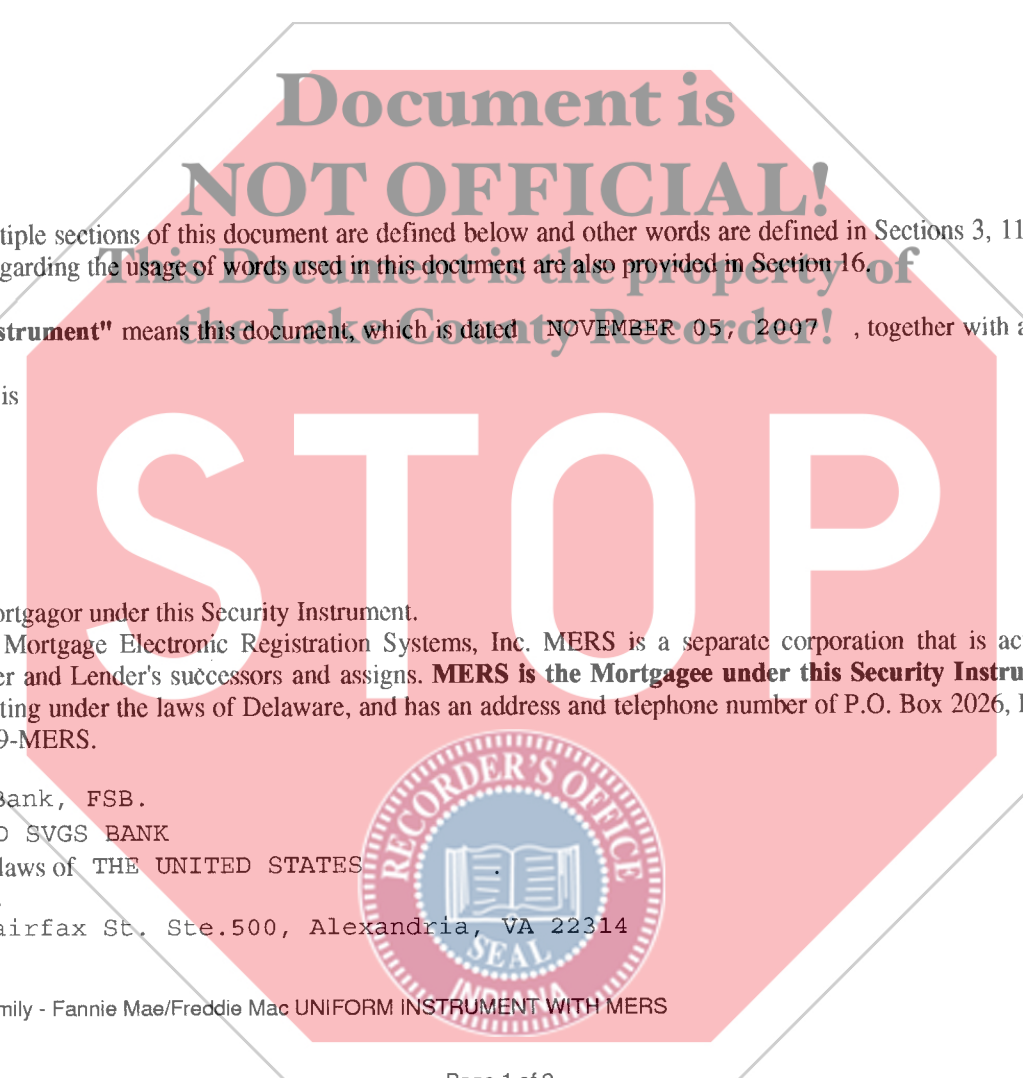 Document is
NOT OFFICIAL!
tiple sections of this document are defined below and other words are defined in Sections 3, 11
garding the usage of words used in this document are also provided in Section 16.
This Document is the property of
strument" means this document, which is dated NOVEMBER 05, 2007 , together with a
the Lake County Recorder!
is
STOP
ortgagor under this Security Instrument.
Mortgage Electronic Registration Systems, Inc. MERS is a separate corporation that is ac
er and Lender's successors and assigns. MERS is the Mortgagee under this Security Instru
ting under the laws of Delaware, and has an address and telephone number of P.O. Box 2026,
9-MERS.
RECORDER'S OFFICE
Bank, FSB.
D SVGS BANK
laws of THE UNITED STATES .
airfax St. Ste.500, Alexandria, VA 22314
SEAL
INDIANA
mily - Fannie Mae/Freddie Mac UNIFORM INSTRUMENT WITH MERS